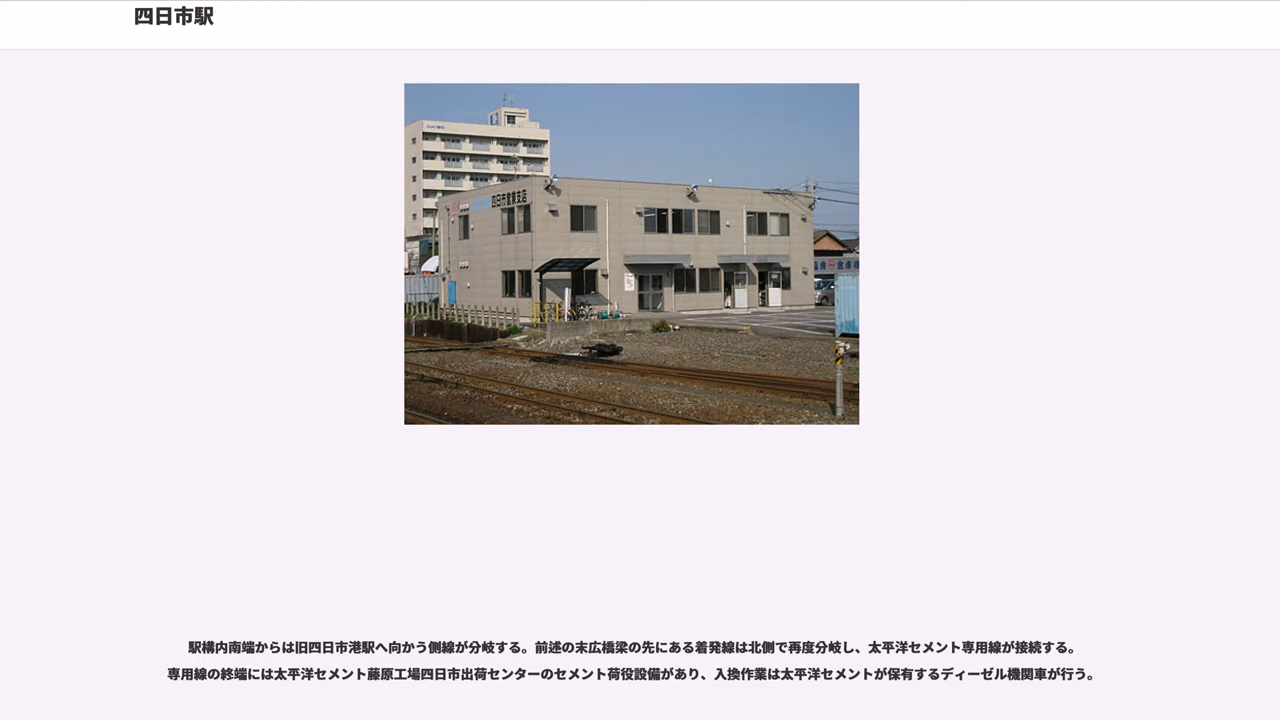 四日市駅
四日市営業支店
駅構内南端からは旧四日市港駅へ向かう側線が分岐する。前述の末広橋梁の先にある着発線は北側で再度分岐し、太平洋セメント専用線が接続する。
専用線の終端には太平洋セメント藤原工場四日市出荷センターのセメント荷役設備があり、入換作業は太平洋セメントが保有するディーゼル機関車が行う。